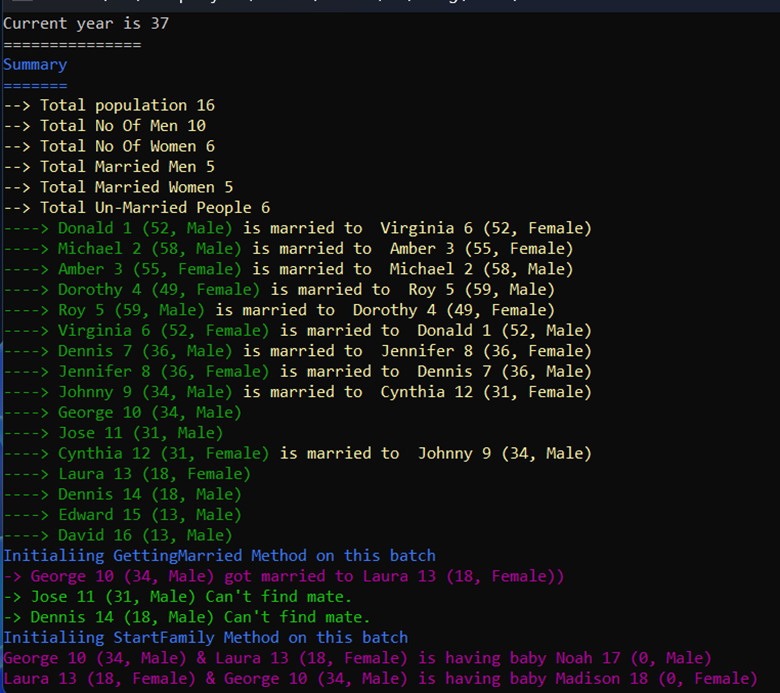 Current year is 37
===============
Summary
=======
--> Total population 16
--> Total No Of Men 10
--> Total No Of Women 6
--> Total Married Men 5
--> Total Married Women 5
--> Total Un-Married People 6
----> Donald 1 (52, Male) is married to  Virginia 6 (52, Female)
----> Michael 2 (58, Male) is married to  Amber 3 (55, Female)
----> Amber 3 (55, Female) is married to  Michael 2 (58, Male)
----> Dorothy 4 (49, Female) is married to  Roy 5 (59, Male)
----> Roy 5 (59, Male) is married to  Dorothy 4 (49, Female)
----> Virginia 6 (52, Female) is married to  Donald 1 (52, Male)
----> Dennis 7 (36, Male) is married to  Jennifer 8 (36, Female)
----> Jennifer 8 (36, Female) is married to  Dennis 7 (36, Male)
----> Johnny 9 (34, Male) is married to  Cynthia 12 (31, Female)
----> George 10 (34, Male)
----> Jose 11 (31, Male)
----> Cynthia 12 (31, Female) is married to  Johnny 9 (34, Male)
----> Laura 13 (18, Female)
----> Dennis 14 (18, Male)
----> Edward 15 (13, Male)
----> David 16 (13, Male)
Initialiing GettingMarried Method on this batch
-> George 10 (34, Male) got married to Laura 13 (18, Female))
-> Jose 11 (31, Male) Can't find mate.
-> Dennis 14 (18, Male) Can't find mate.
Initialiing StartFamily Method on this batch
George 10 (34, Male) & Laura 13 (18, Female) is having baby Noah 17 (0, Male)
Laura 13 (18, Female) & George 10 (34, Male) is having baby Madison 18 (0, Female)